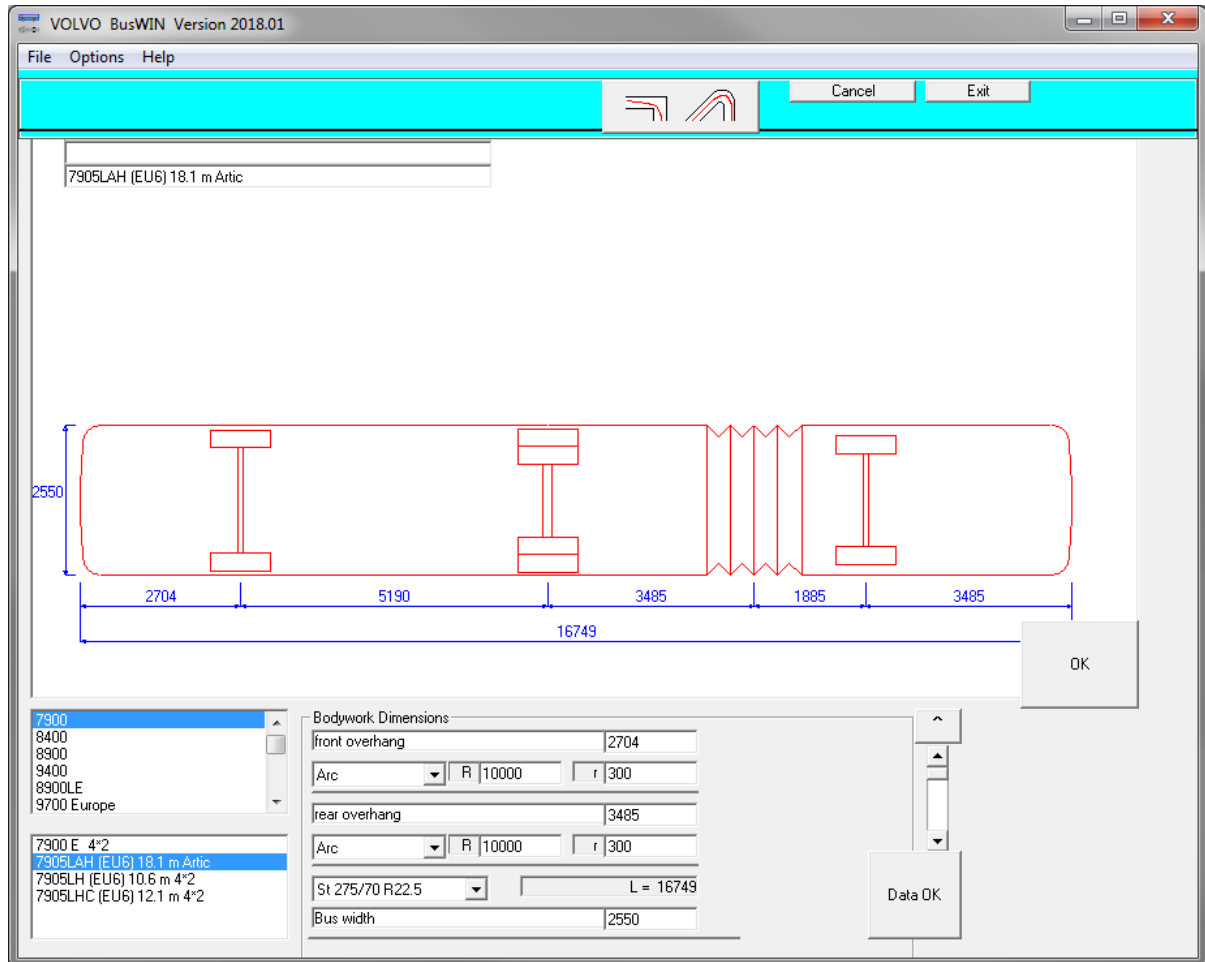 VOLVO BusWIN Version 2018.01
File Options Help
Cancel Exit
7905LAH (EU6) 18.1 m Artic
2550
2704 5190 3485 1885 3485
16749
OK
7900
8400
8900
9400
8900LE
9700 Europe
7900 E 4*2
7905LAH (EU6) 18.1 m Artic
7905LH (EU6) 10.6 m 4*2
7905LHC (EU6) 12.1 m 4*2
Bodywork Dimensions
front overhang 2704
Arc R 10000 r 300
rear overhang 3485
Arc R 10000 r 300
St 275/70 R22.5 L = 16749
Bus width 2550
^
Data OK